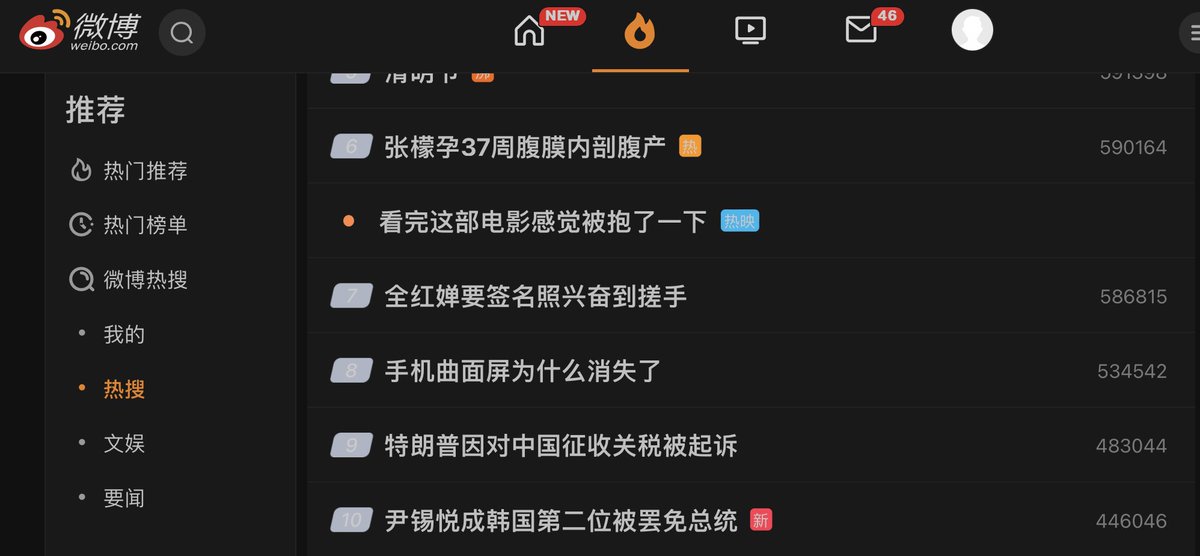 微博
weibo.com
NEW
46
推荐
热门推荐
热门榜单
微博热搜
我的
热搜
文娱
要闻
清明节
591398
6 张檬孕37周腹膜内剖腹产 热 590164
看完这部电影感觉被抱了一下 热映
7 全红婵要签名照兴奋到搓手 586815
8 手机曲面屏为什么消失了 534542
9 特朗普因对中国征收关税被起诉 483044
10 尹锡悦成韩国第二位被罢免总统 新 446046